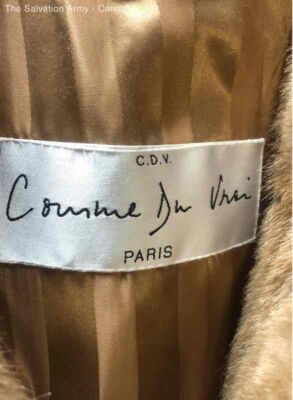 The Salvation Army - Centr
C.D.V.
Comme Du Vrai
PARIS